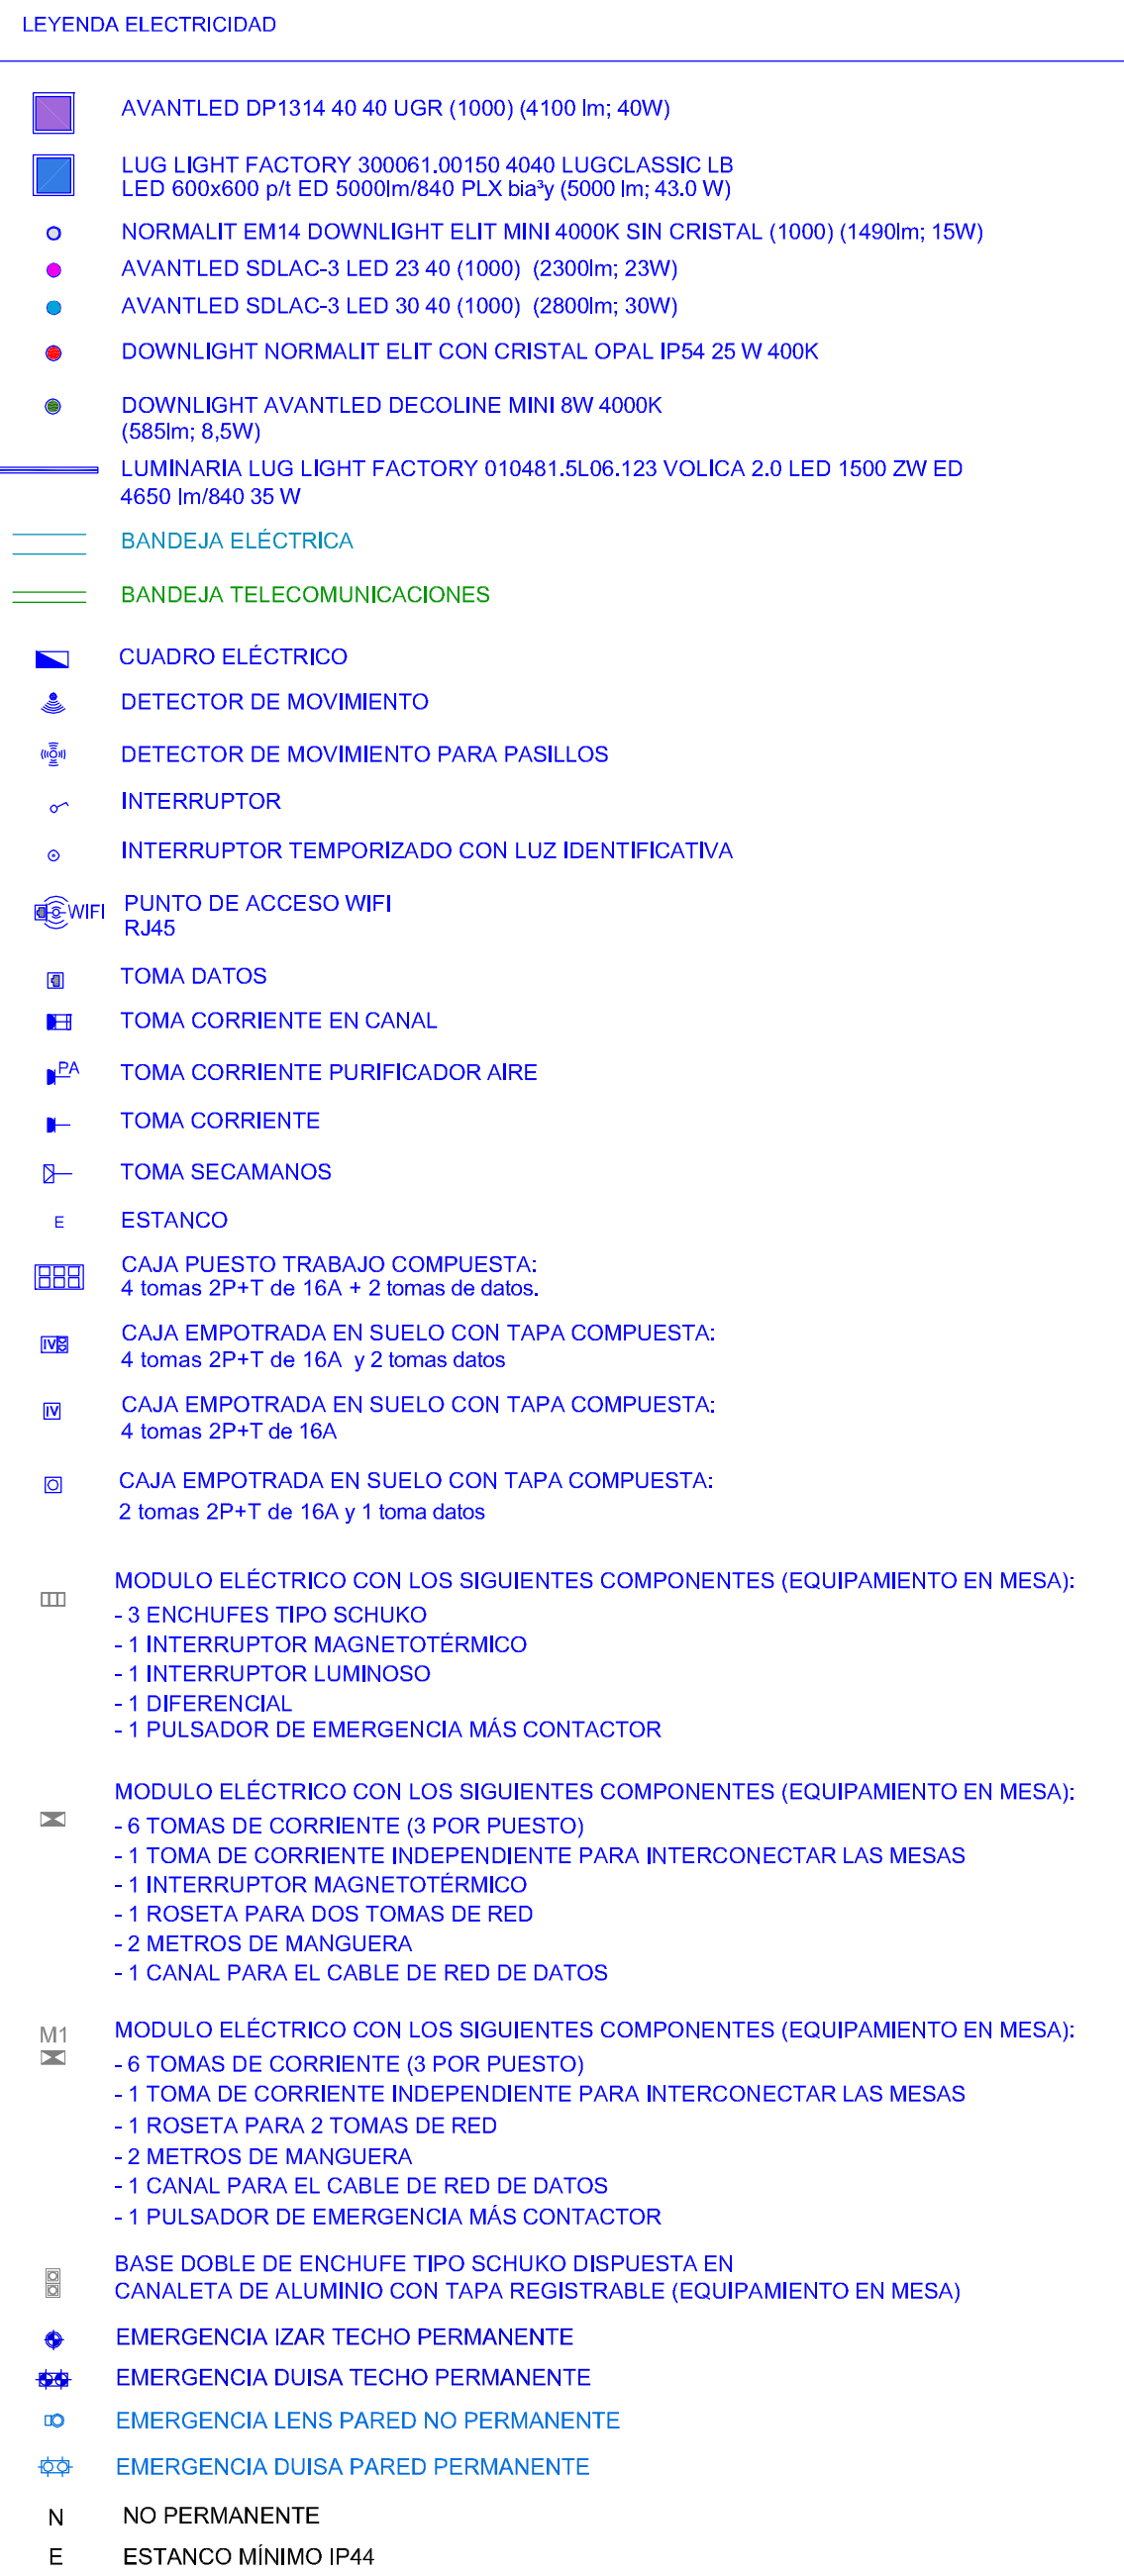 LEYENDA ELECTRICIDAD
AVANTLED DP1314 40 40 UGR (1000) (4100 lm; 40W)
LUG LIGHT FACTORY 300061.00150 4040 LUGCLASSIC LB
LED 600x600 p/t ED 5000lm/840 PLX bia³y (5000 lm; 43.0 W)
NORMALIT EM14 DOWNLIGHT ELIT MINI 4000K SIN CRISTAL (1000) (1490lm; 15W)
AVANTLED SDLAC-3 LED 23 40 (1000) (2300lm; 23W)
AVANTLED SDLAC-3 LED 30 40 (1000) (2800lm; 30W)
DOWNLIGHT NORMALIT ELIT CON CRISTAL OPAL IP54 25 W 400K
DOWNLIGHT AVANTLED DECOLINE MINI 8W 4000K
(585lm; 8,5W)
LUMINARIA LUG LIGHT FACTORY 010481.5L06.123 VOLICA 2.0 LED 1500 ZW ED
4650 lm/840 35 W
BANDEJA ELÉCTRICA
BANDEJA TELECOMUNICACIONES
CUADRO ELÉCTRICO
DETECTOR DE MOVIMIENTO
DETECTOR DE MOVIMIENTO PARA PASILLOS
INTERRUPTOR
INTERRUPTOR TEMPORIZADO CON LUZ IDENTIFICATIVA
WIFI PUNTO DE ACCESO WIFI
RJ45
TOMA DATOS
TOMA CORRIENTE EN CANAL
PA TOMA CORRIENTE PURIFICADOR AIRE
TOMA CORRIENTE
TOMA SECAMANOS
E ESTANCO
CAJA PUESTO TRABAJO COMPUESTA:
4 tomas 2P+T de 16A + 2 tomas de datos.
IV CAJA EMPOTRADA EN SUELO CON TAPA COMPUESTA:
4 tomas 2P+T de 16A y 2 tomas datos
IV CAJA EMPOTRADA EN SUELO CON TAPA COMPUESTA:
4 tomas 2P+T de 16A
CAJA EMPOTRADA EN SUELO CON TAPA COMPUESTA:
2 tomas 2P+T de 16A y 1 toma datos
MODULO ELÉCTRICO CON LOS SIGUIENTES COMPONENTES (EQUIPAMIENTO EN MESA):
- 3 ENCHUFES TIPO SCHUKO
- 1 INTERRUPTOR MAGNETOTÉRMICO
- 1 INTERRUPTOR LUMINOSO
- 1 DIFERENCIAL
- 1 PULSADOR DE EMERGENCIA MÁS CONTACTOR
MODULO ELÉCTRICO CON LOS SIGUIENTES COMPONENTES (EQUIPAMIENTO EN MESA):
- 6 TOMAS DE CORRIENTE (3 POR PUESTO)
- 1 TOMA DE CORRIENTE INDEPENDIENTE PARA INTERCONECTAR LAS MESAS
- 1 INTERRUPTOR MAGNETOTÉRMICO
- 1 ROSETA PARA DOS TOMAS DE RED
- 2 METROS DE MANGUERA
- 1 CANAL PARA EL CABLE DE RED DE DATOS
M1 MODULO ELÉCTRICO CON LOS SIGUIENTES COMPONENTES (EQUIPAMIENTO EN MESA):
- 6 TOMAS DE CORRIENTE (3 POR PUESTO)
- 1 TOMA DE CORRIENTE INDEPENDIENTE PARA INTERCONECTAR LAS MESAS
- 1 ROSETA PARA 2 TOMAS DE RED
- 2 METROS DE MANGUERA
- 1 CANAL PARA EL CABLE DE RED DE DATOS
- 1 PULSADOR DE EMERGENCIA MÁS CONTACTOR
BASE DOBLE DE ENCHUFE TIPO SCHUKO DISPUESTA EN
CANALETA DE ALUMINIO CON TAPA REGISTRABLE (EQUIPAMIENTO EN MESA)
EMERGENCIA IZAR TECHO PERMANENTE
EMERGENCIA DUISA TECHO PERMANENTE
EMERGENCIA LENS PARED NO PERMANENTE
EMERGENCIA DUISA PARED PERMANENTE
N NO PERMANENTE
E ESTANCO MÍNIMO IP44